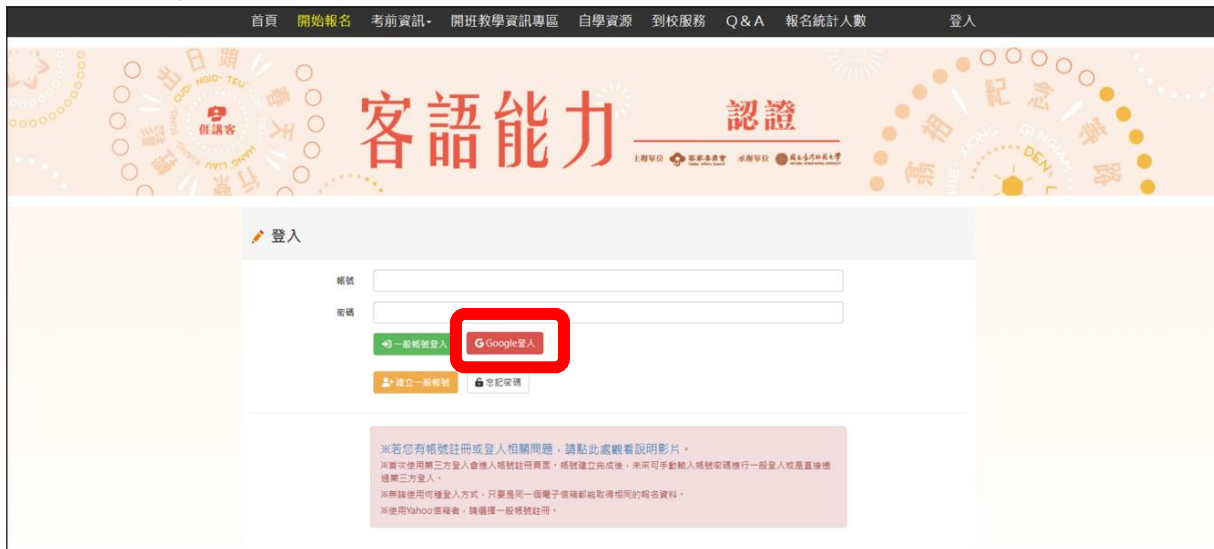 首頁 開始報名 考前資訊 開班教學資訊專區 自學資源 到校服務 Q&A 報名統計人數 登入
𠊎講客
客語能力 認證
主辦單位 客家委員會 承辦單位 國立臺灣師範大學
登入
帳號
密碼
一般帳號登入 Google登入
建立一般帳號 忘記密碼
※若您有帳號註冊或登入相關問題，請點此處觀看說明影片。
※首次使用第三方登入會進入帳號註冊頁面。帳號建立完成後，未來可手動輸入帳號密碼進行一般登入或是直接透
過第三方登入。
※無論使用何種登入方式，只要是同一個電子信箱都能取得相同的報名資料。
※使用Yahoo信箱者，請選擇一般帳號註冊。